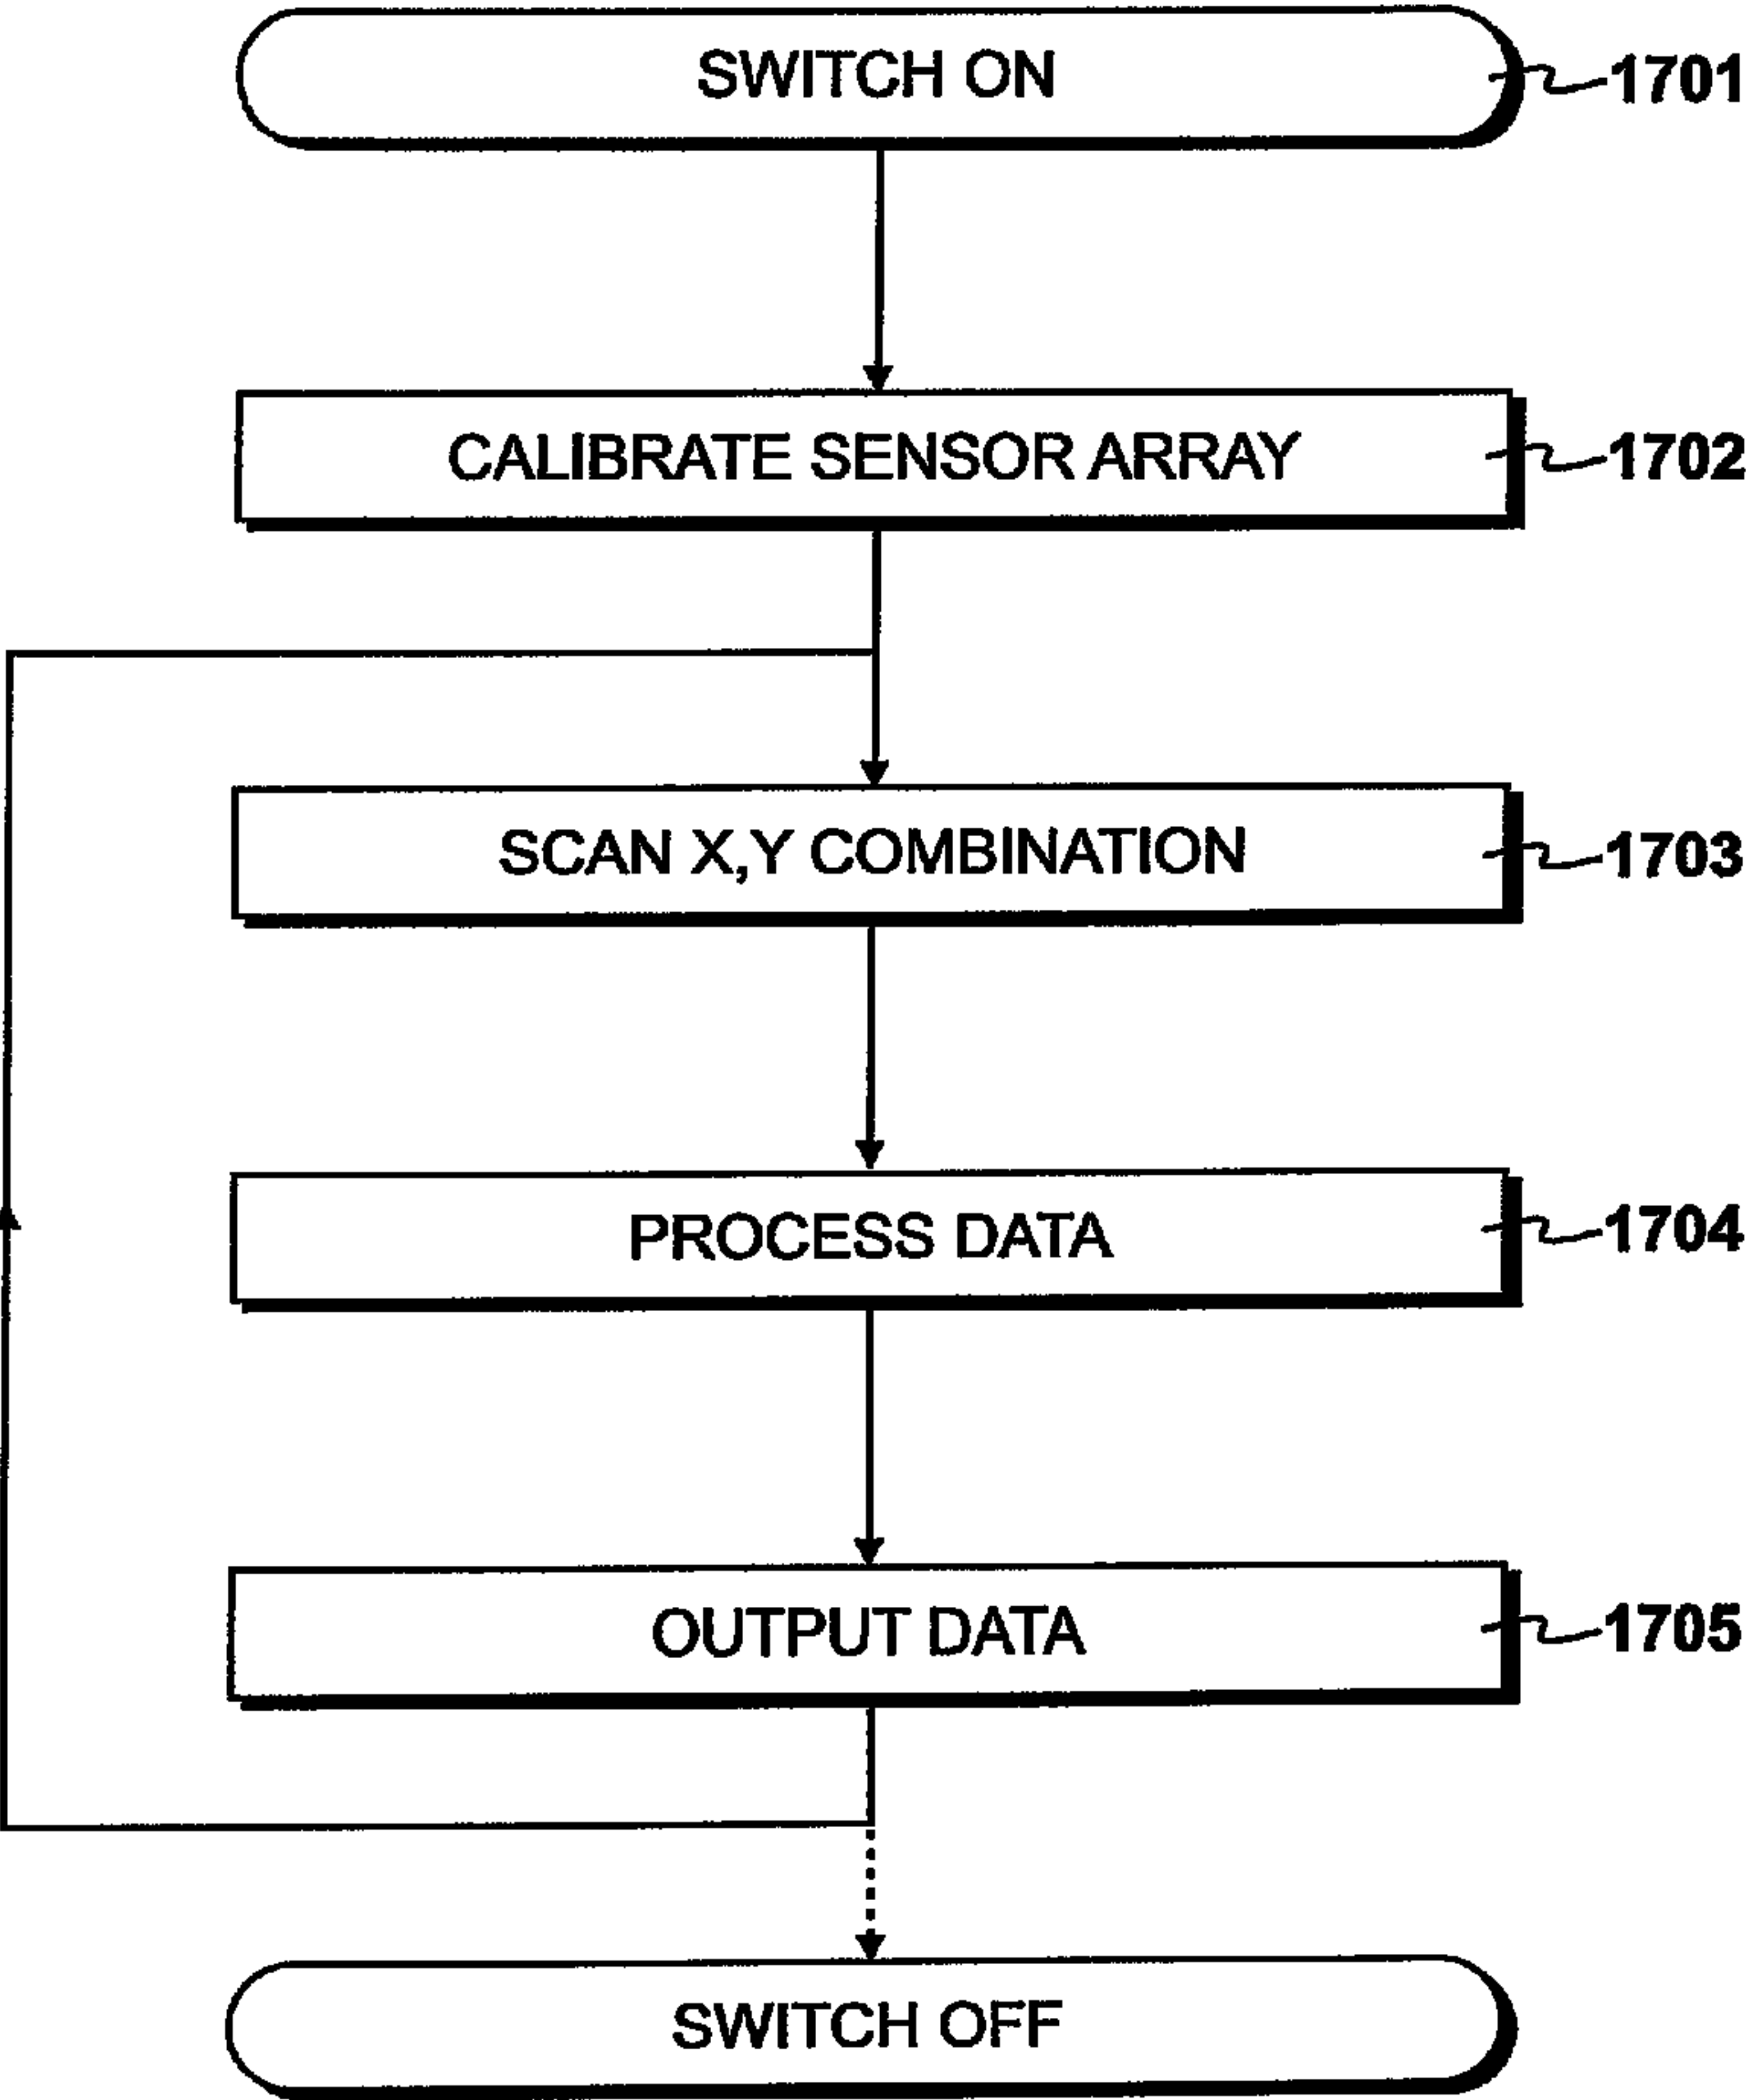 SWITCH ON 1701
CALIBRATE SENSOR ARRAY 1702
SCAN X,Y COMBINATION 1703
PROCESS DATA 1704
OUTPUT DATA 1705
SWITCH OFF